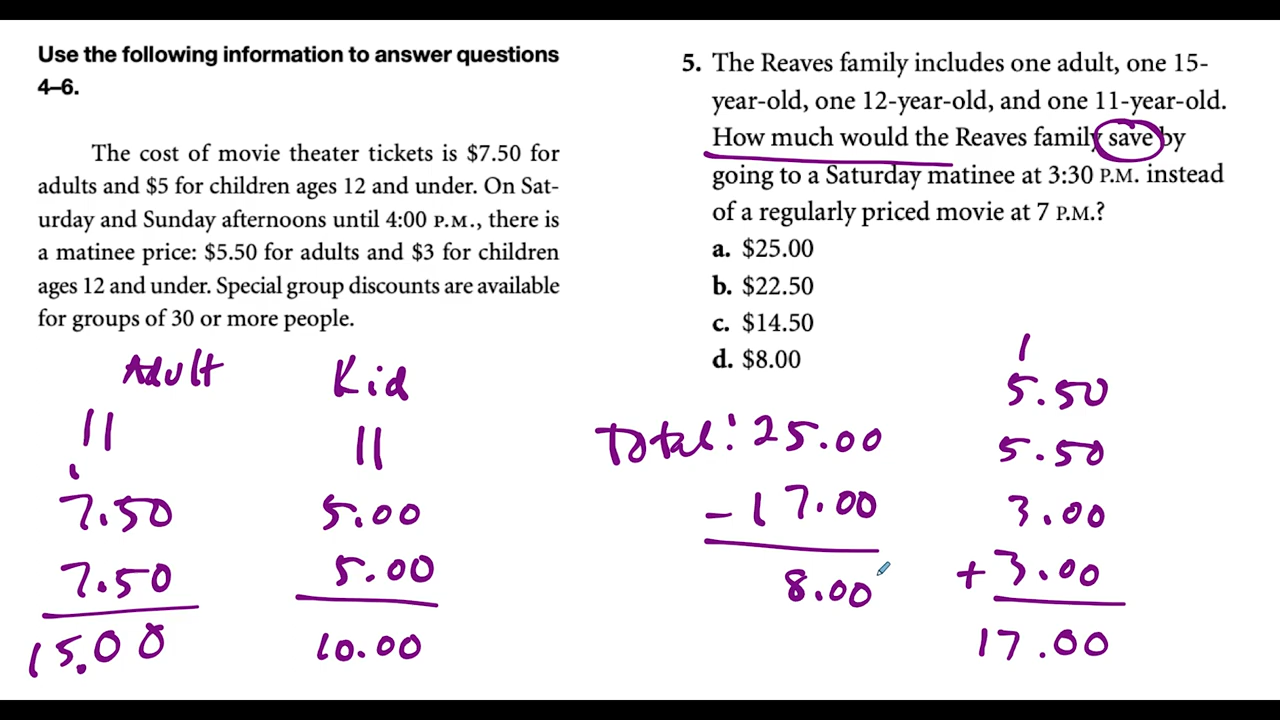 Use the following information to answer questions
4–6.
The cost of movie theater tickets is $7.50 for
adults and $5 for children ages 12 and under. On Sat-
urday and Sunday afternoons until 4:00 P.M., there is
a matinee price: $5.50 for adults and $3 for children
ages 12 and under. Special group discounts are available
for groups of 30 or more people.
Adult
11
1
7.50
7.50
15.00
Kid
11
5.00
5.00
10.00
5. The Reaves family includes one adult, one 15-
year-old, one 12-year-old, and one 11-year-old.
How much would the Reaves family save by
going to a Saturday matinee at 3:30 P.M. instead
of a regularly priced movie at 7 P.M.?
a. $25.00
b. $22.50
c. $14.50
d. $8.00
Total: 25.00
- 17.00
8.00
1
5.50
5.50
3.00
+ 3.00
17.00